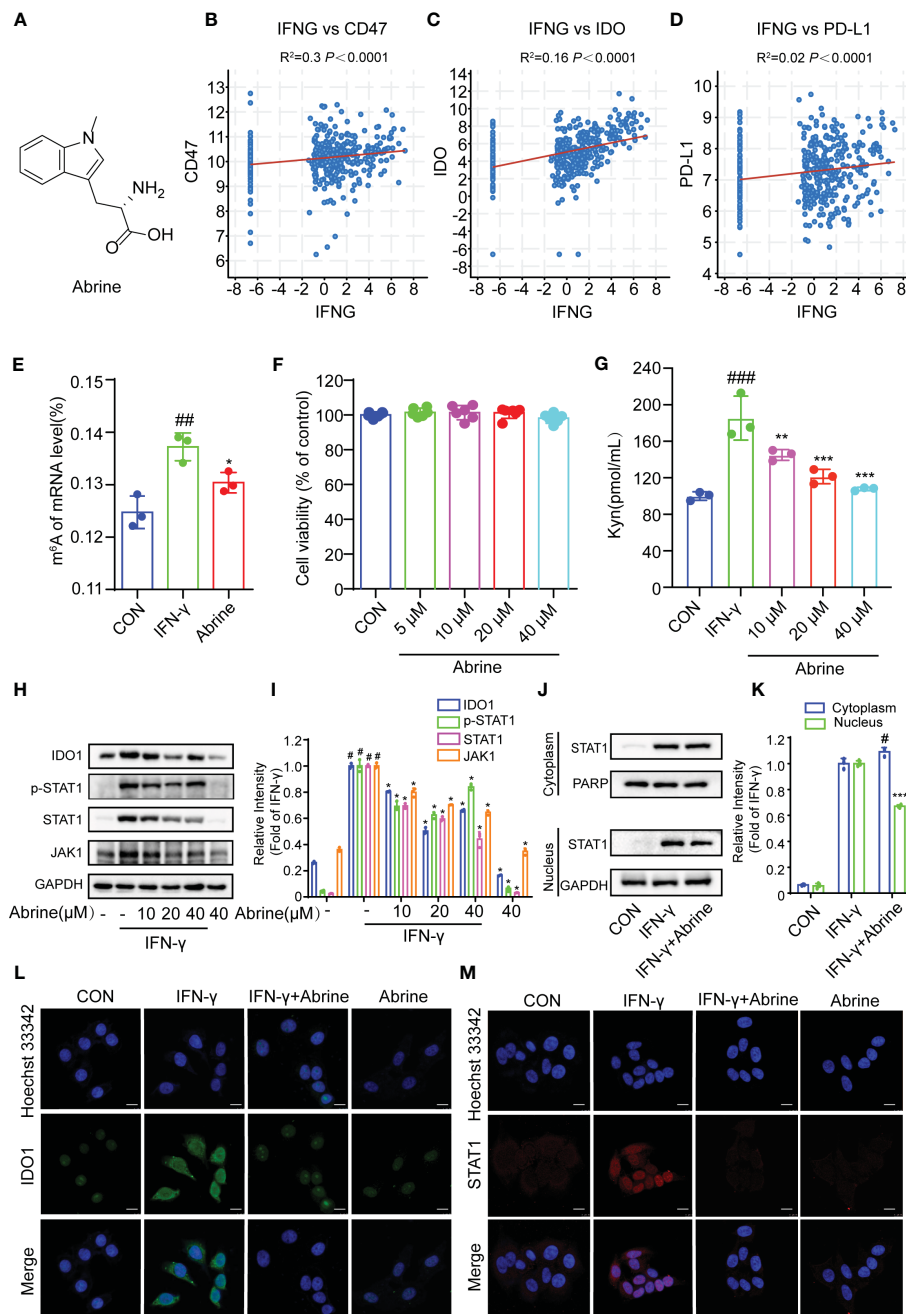 A
N
NH2
O
OH
Abrine
B
IFNG vs CD47
R²=0.3 P<0.0001
CD47
13
12
11
10
9
8
7
6
-8 -6 -4 -2 0 2 4 6 8
IFNG
C
IFNG vs IDO
R²=0.16 P<0.0001
IDO
14
12
10
8
6
4
2
0
-2
-4
-6
-8
-8 -6 -4 -2 0 2 4 6 8
IFNG
D
IFNG vs PD-L1
R²=0.02 P<0.0001
PD-L1
10
9
8
7
6
5
4
-8 -6 -4 -2 0 2 4 6 8
IFNG
E
m⁶A of mRNA level(%)
0.15
0.14
0.13
0.12
0.11
##
*
CON
IFN-γ
Abrine
F
Cell viability (% of control)
120
100
80
60
40
20
0
CON
5 μM
10 μM
20 μM
40 μM
Abrine
G
Kyn(pmol/mL)
240
200
160
120
80
40
0
###
**
***
***
CON
IFN-γ
10 μM
20 μM
40 μM
Abrine
H
IDO1
p-STAT1
STAT1
JAK1
GAPDH
Abrine(μM) - - 10 20 40 40
IFN-γ
I
IDO1
p-STAT1
STAT1
JAK1
Relative Intensity
(Fold of IFN-γ)
1.2
1.0
0.8
0.6
0.4
0.2
0
# # # #
* * * *
* * * *
* * * *
* * * *
Abrine(μM) - - 10 20 40 40
IFN-γ
J
Cytoplasm
STAT1
PARP
Nucleus
STAT1
GAPDH
CON
IFN-γ
IFN-γ+Abrine
K
Cytoplasm
Nucleus
Relative Intensity
(Fold of IFN-γ)
1.2
1.0
0.8
0.6
0.4
0.2
0
#
***
CON
IFN-γ
IFN-γ+Abrine
L
CON IFN-γ IFN-γ+Abrine Abrine
Hoechst 33342
IDO1
Merge
M
CON IFN-γ IFN-γ+Abrine Abrine
Hoechst 33342
STAT1
Merge